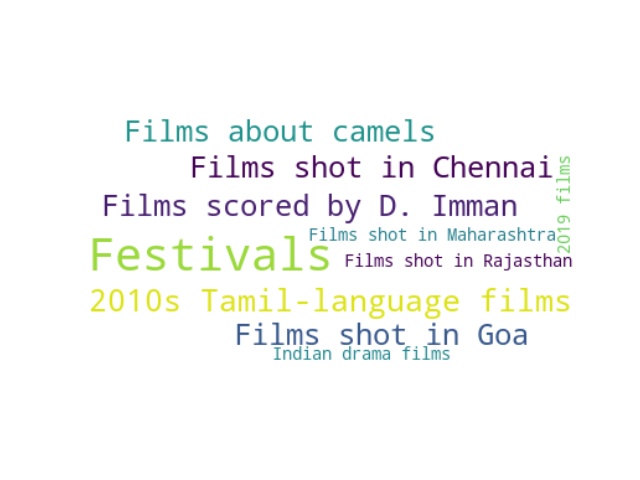 Films about camels
Films shot in Chennai
2019 films
Films scored by D. Imman
Films shot in Maharashtra
Festivals
Films shot in Rajasthan
2010s Tamil-language films
Films shot in Goa
Indian drama films